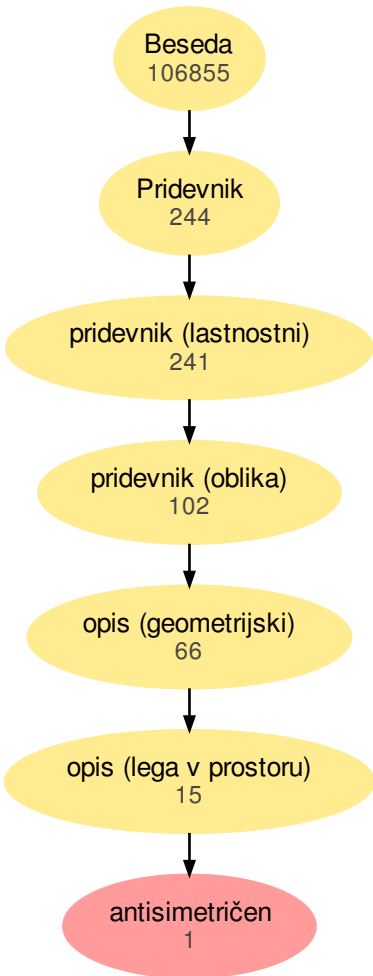 Beseda
106855
Pridevnik
244
pridevnik (lastnostni)
241
pridevnik (oblika)
102
opis (geometrijski)
66
opis (lega v prostoru)
15
antisimetričen
1